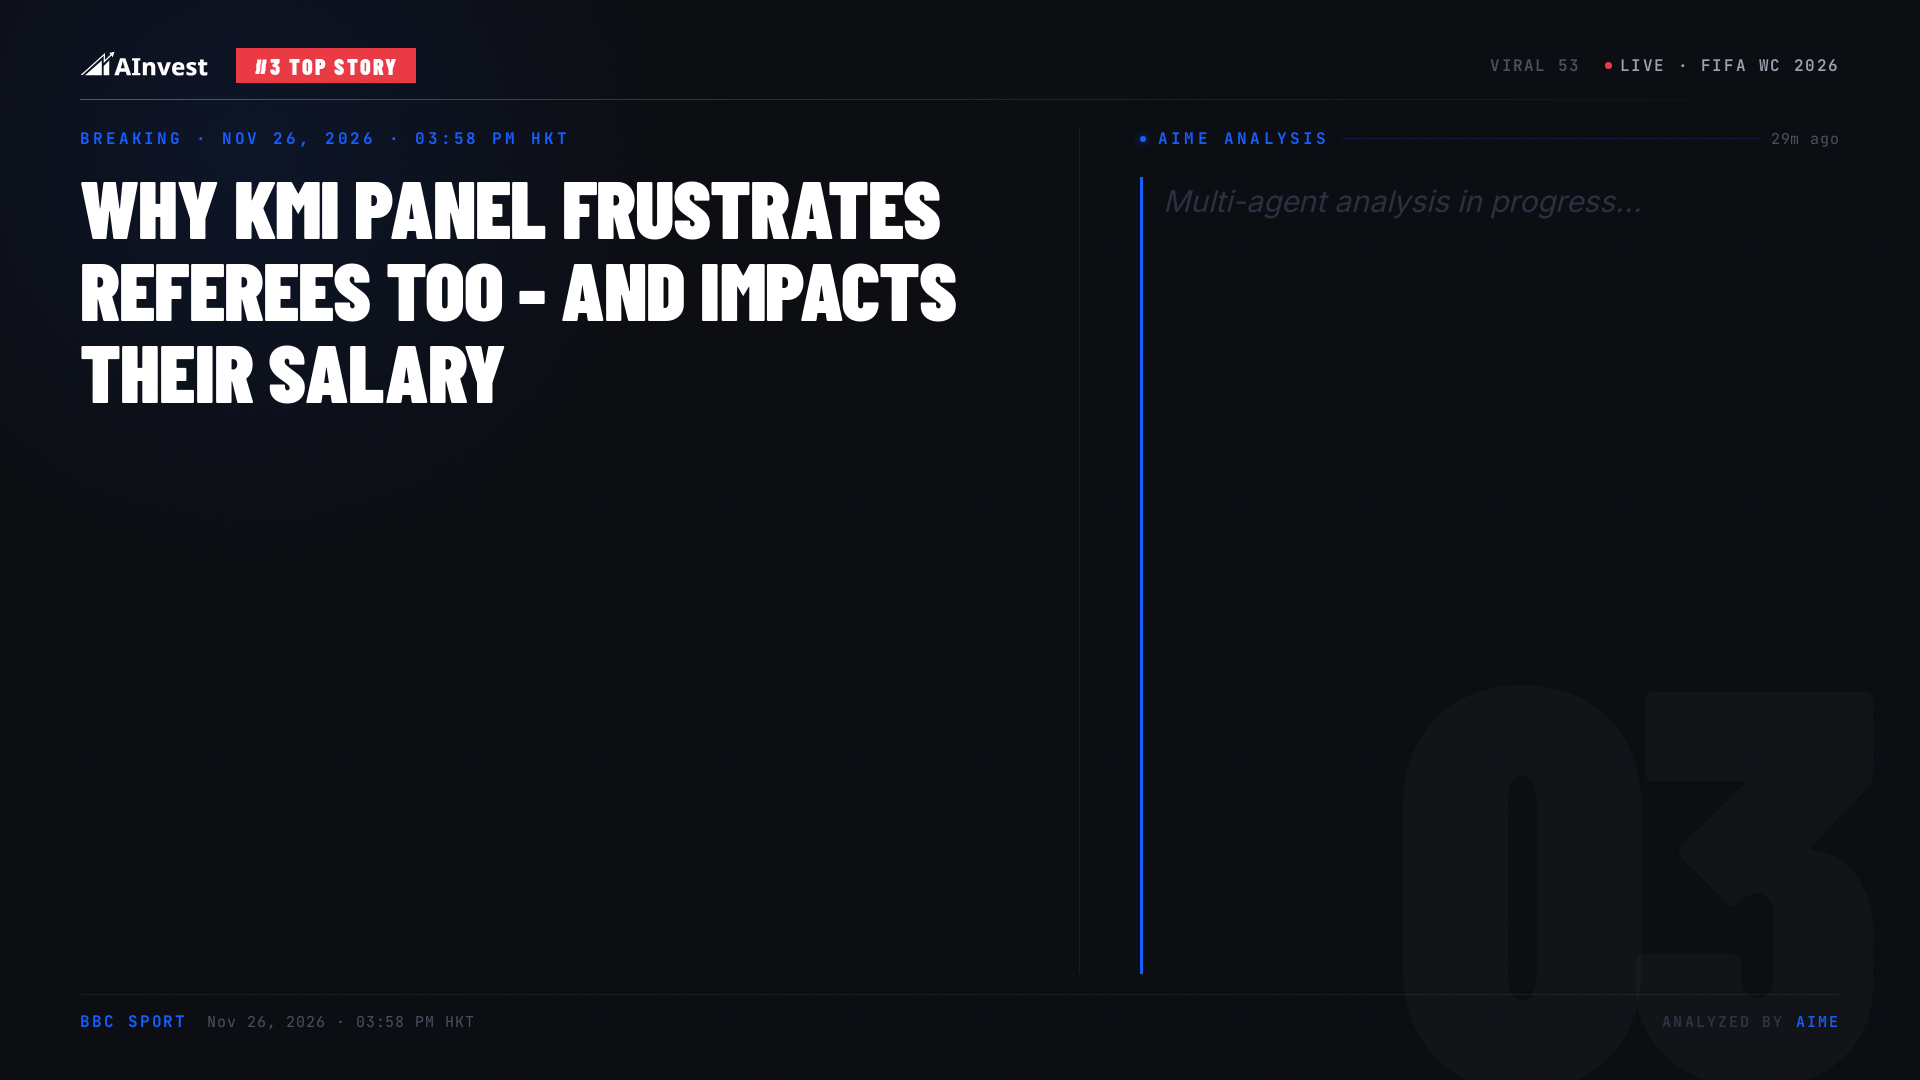 AInvest
#3 TOP STORY
VIRAL 53
LIVE · FIFA WC 2026
BREAKING · NOV 26, 2026 · 03:58 PM HKT
WHY KMI PANEL FRUSTRATES
REFEREES TOO – AND IMPACTS
THEIR SALARY
AIME ANALYSIS
29m ago
Multi-agent analysis in progress...
03
BBC SPORT
Nov 26, 2026 · 03:58 PM HKT
ANALYZED BY AIME